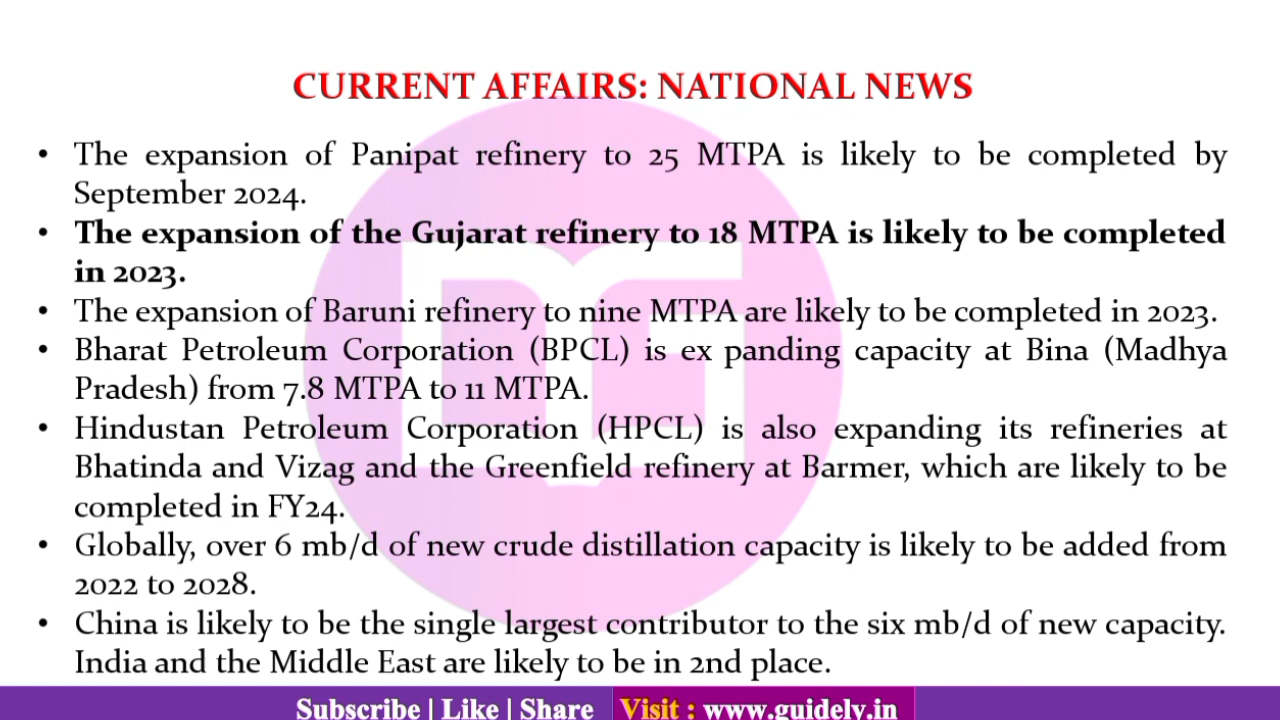 CURRENT AFFAIRS: NATIONAL NEWS
• The expansion of Panipat refinery to 25 MTPA is likely to be completed by
September 2024.
• The expansion of the Gujarat refinery to 18 MTPA is likely to be completed
in 2023.
• The expansion of Baruni refinery to nine MTPA are likely to be completed in 2023.
• Bharat Petroleum Corporation (BPCL) is ex panding capacity at Bina (Madhya
Pradesh) from 7.8 MTPA to 11 MTPA.
• Hindustan Petroleum Corporation (HPCL) is also expanding its refineries at
Bhatinda and Vizag and the Greenfield refinery at Barmer, which are likely to be
completed in FY24.
• Globally, over 6 mb/d of new crude distillation capacity is likely to be added from
2022 to 2028.
• China is likely to be the single largest contributor to the six mb/d of new capacity.
India and the Middle East are likely to be in 2nd place.
Subscribe | Like | Share Visit : www.guidely.in